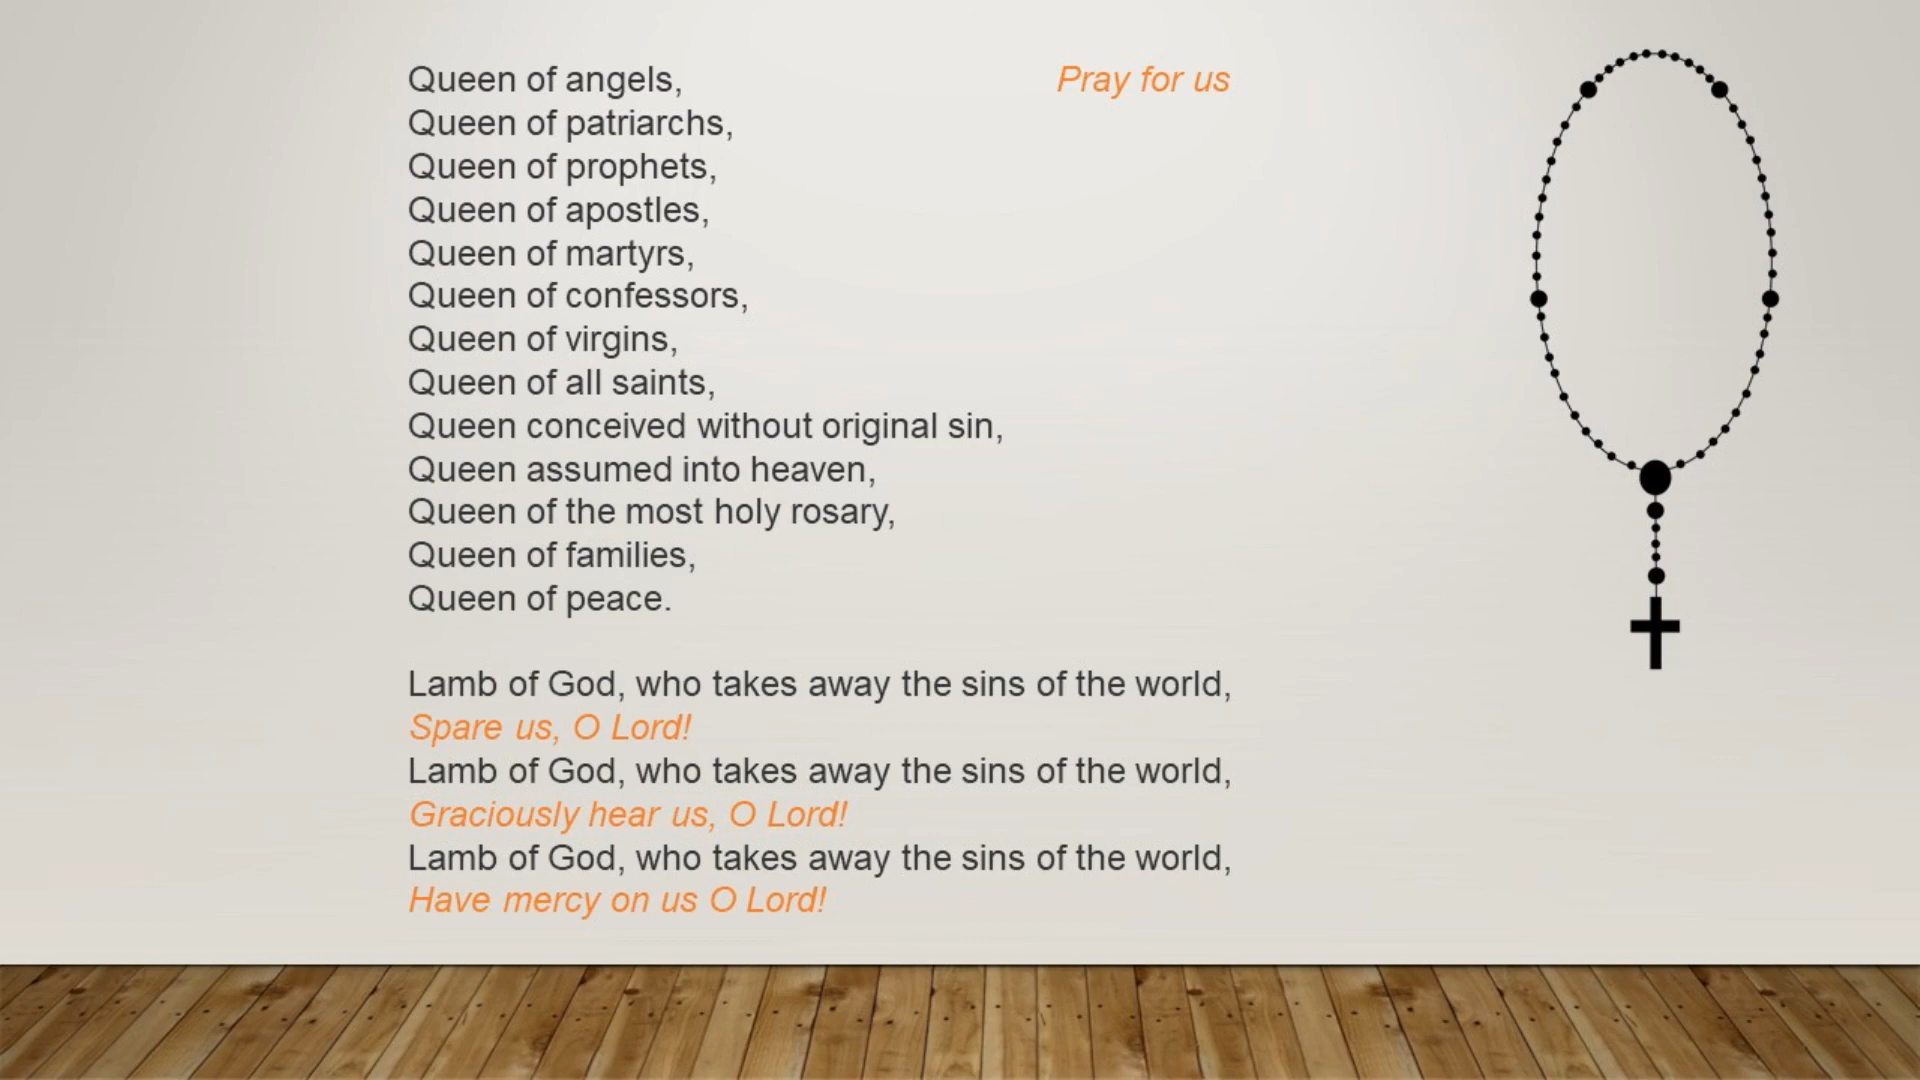 Queen of angels, Pray for us
Queen of patriarchs,
Queen of prophets,
Queen of apostles,
Queen of martyrs,
Queen of confessors,
Queen of virgins,
Queen of all saints,
Queen conceived without original sin,
Queen assumed into heaven,
Queen of the most holy rosary,
Queen of families,
Queen of peace.
Lamb of God, who takes away the sins of the world,
Spare us, O Lord!
Lamb of God, who takes away the sins of the world,
Graciously hear us, O Lord!
Lamb of God, who takes away the sins of the world,
Have mercy on us O Lord!